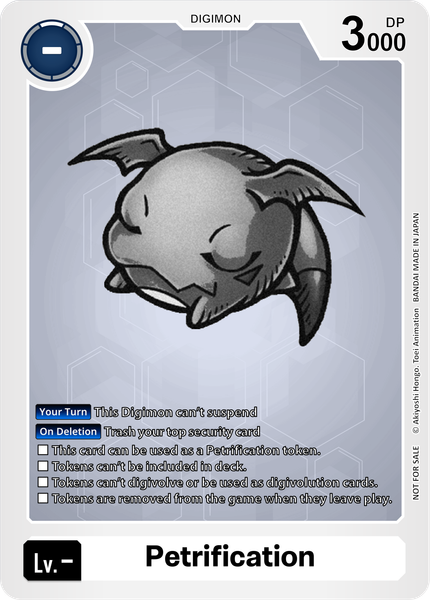 DIGIMON
-
DP
3000
Your Turn This Digimon can't suspend
On Deletion Trash your top security card
This card can be used as a Petrification token.
Tokens can't be included in deck.
Tokens can't digivolve or be used as digivolution cards.
Tokens are removed from the game when they leave play.
NOT FOR SALE © Akiyoshi Hongo, Toei Animation BANDAI MADE IN JAPAN
Lv. -
Petrification